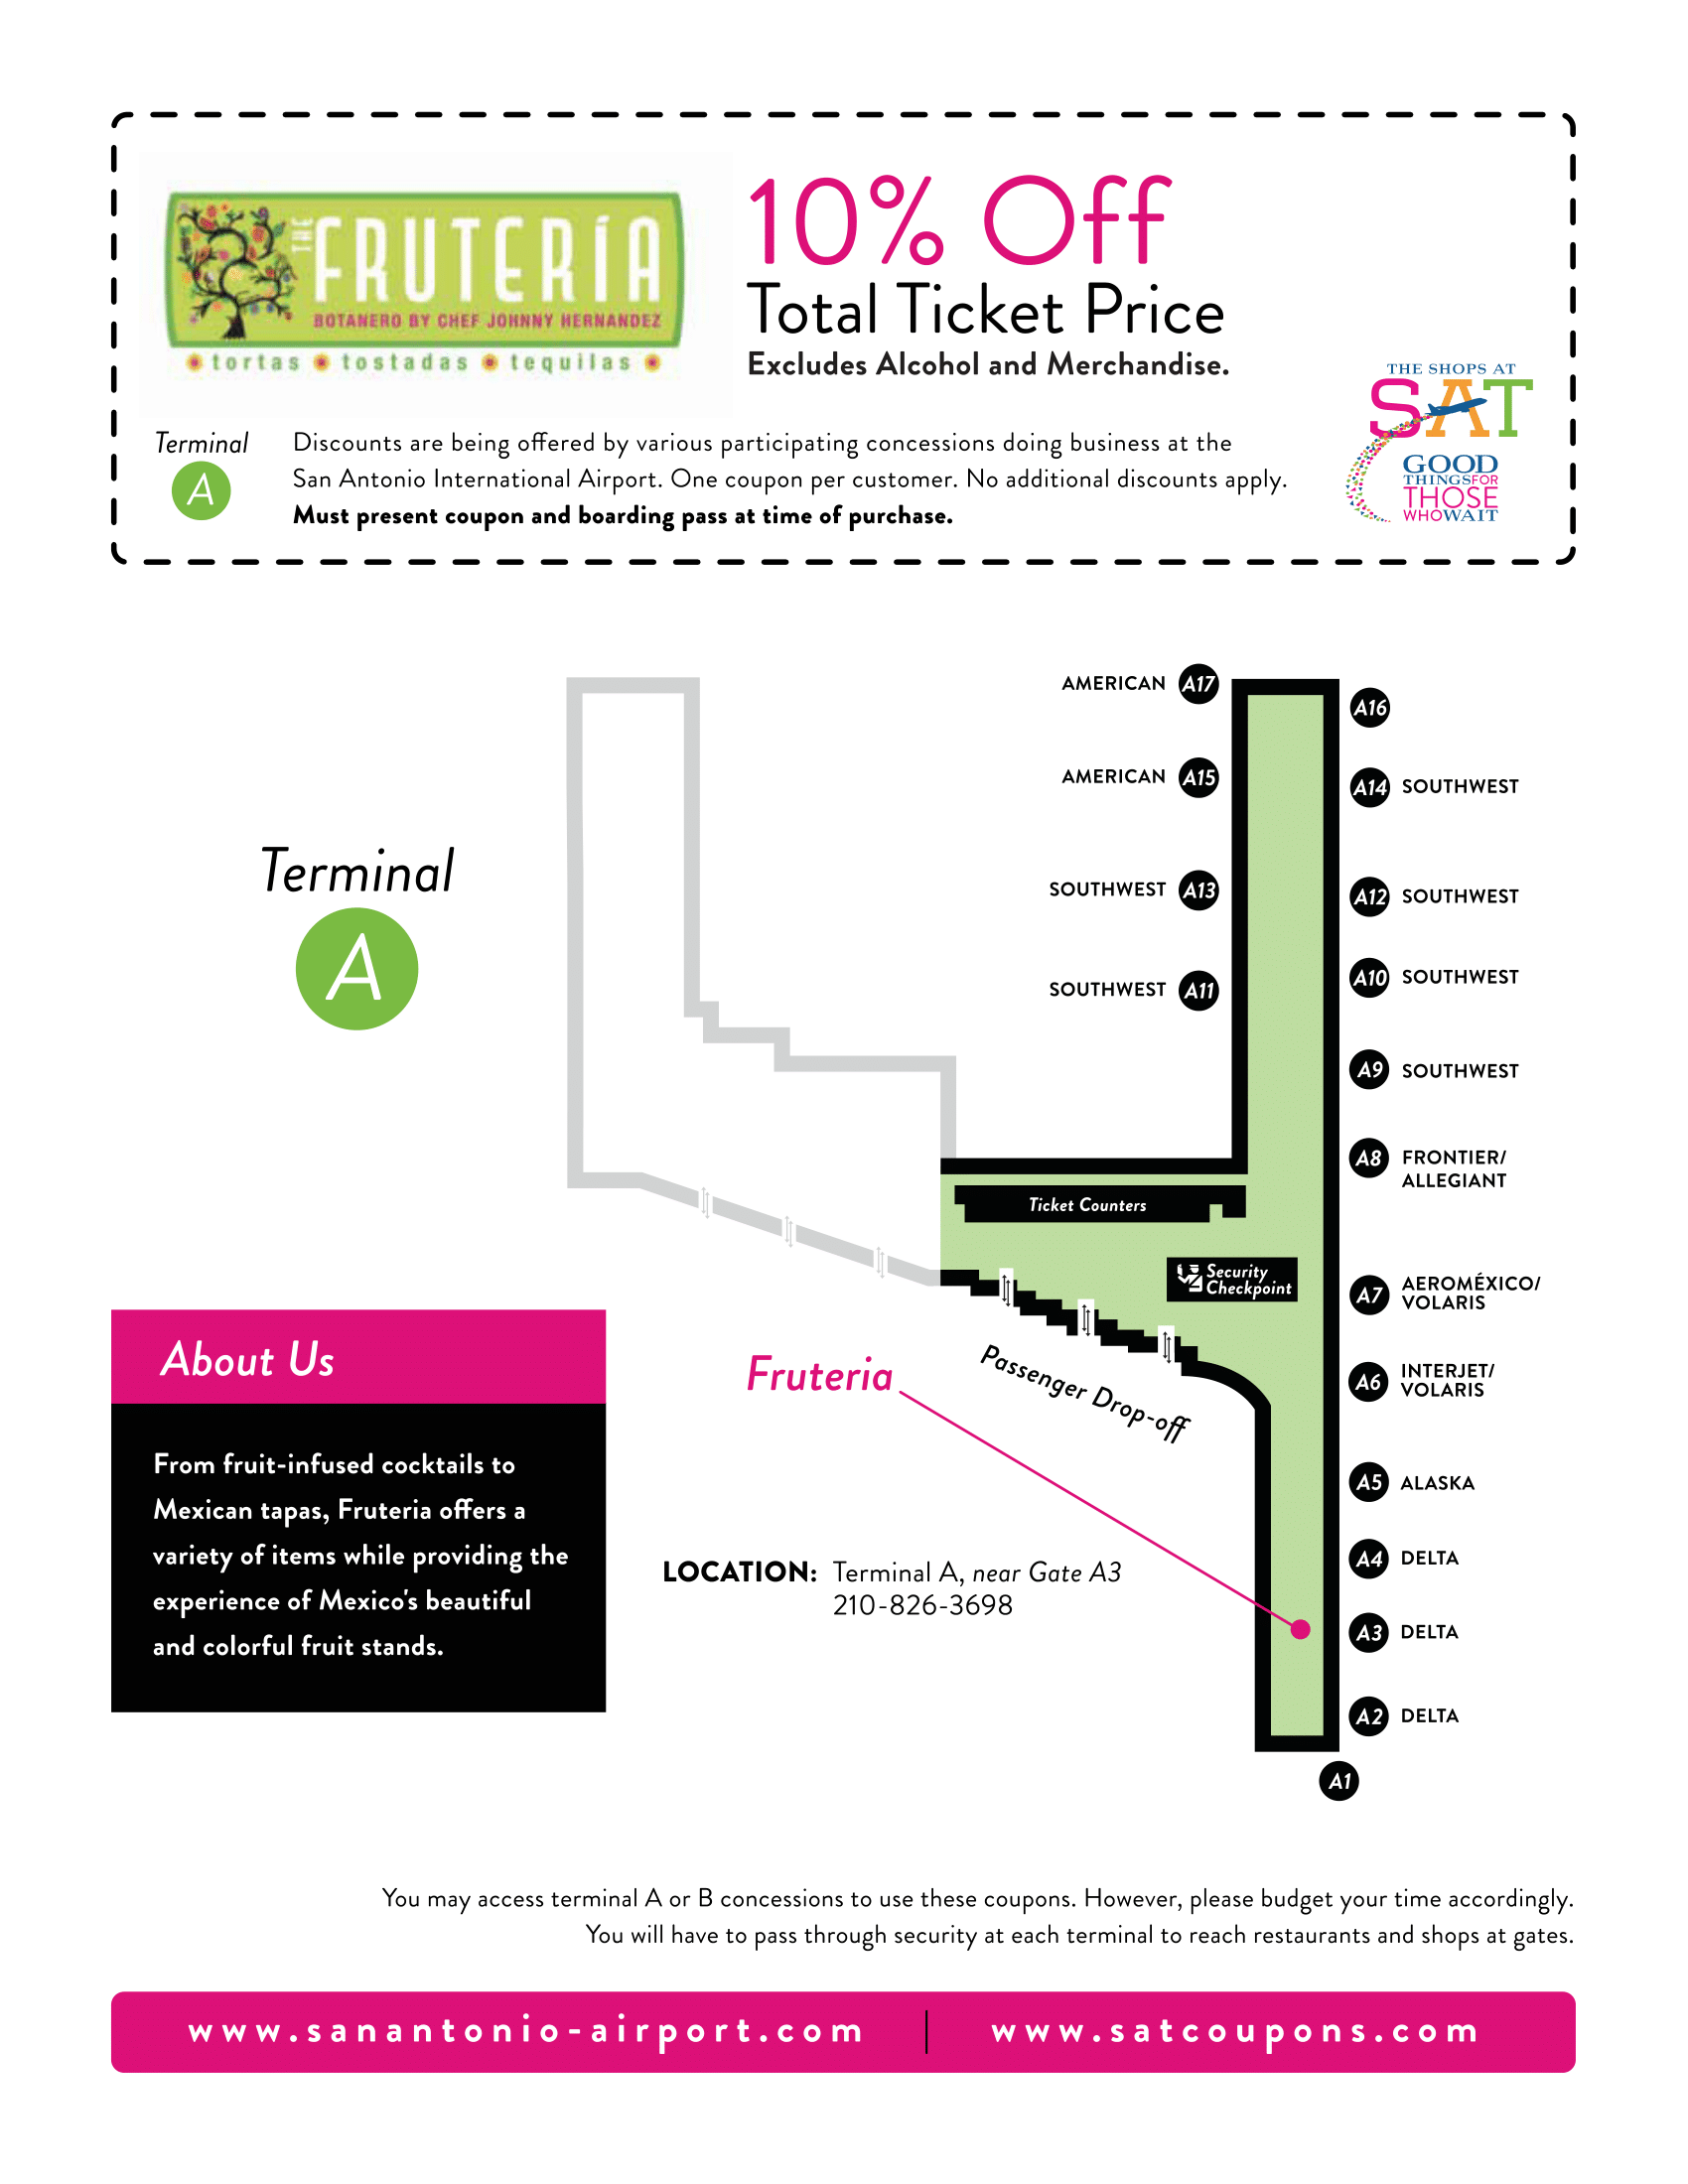 THE FRUTERÍA
BOTANERO BY CHEF JOHNNY HERNANDEZ
tortas tostadas tequilas
10% Off
Total Ticket Price
Excludes Alcohol and Merchandise.
THE SHOPS AT
SAT
GOOD
THINGSFOR
THOSE
WHOWAIT
Terminal
A
Discounts are being offered by various participating concessions doing business at the
San Antonio International Airport. One coupon per customer. No additional discounts apply.
Must present coupon and boarding pass at time of purchase.
Terminal
A
AMERICAN A17
A16
AMERICAN A15
A14 SOUTHWEST
SOUTHWEST A13
A12 SOUTHWEST
A10 SOUTHWEST
SOUTHWEST A11
A9 SOUTHWEST
A8 FRONTIER/
ALLEGIANT
Ticket Counters
Security
Checkpoint
A7 AEROMÉXICO/
VOLARIS
A6 INTERJET/
VOLARIS
Passenger Drop-off
Fruteria
A5 ALASKA
A4 DELTA
A3 DELTA
A2 DELTA
A1
LOCATION: Terminal A, near Gate A3
210-826-3698
About Us
From fruit-infused cocktails to
Mexican tapas, Fruteria offers a
variety of items while providing the
experience of Mexico's beautiful
and colorful fruit stands.
You may access terminal A or B concessions to use these coupons. However, please budget your time accordingly.
You will have to pass through security at each terminal to reach restaurants and shops at gates.
www.sanantonio-airport.com | www.satcoupons.com